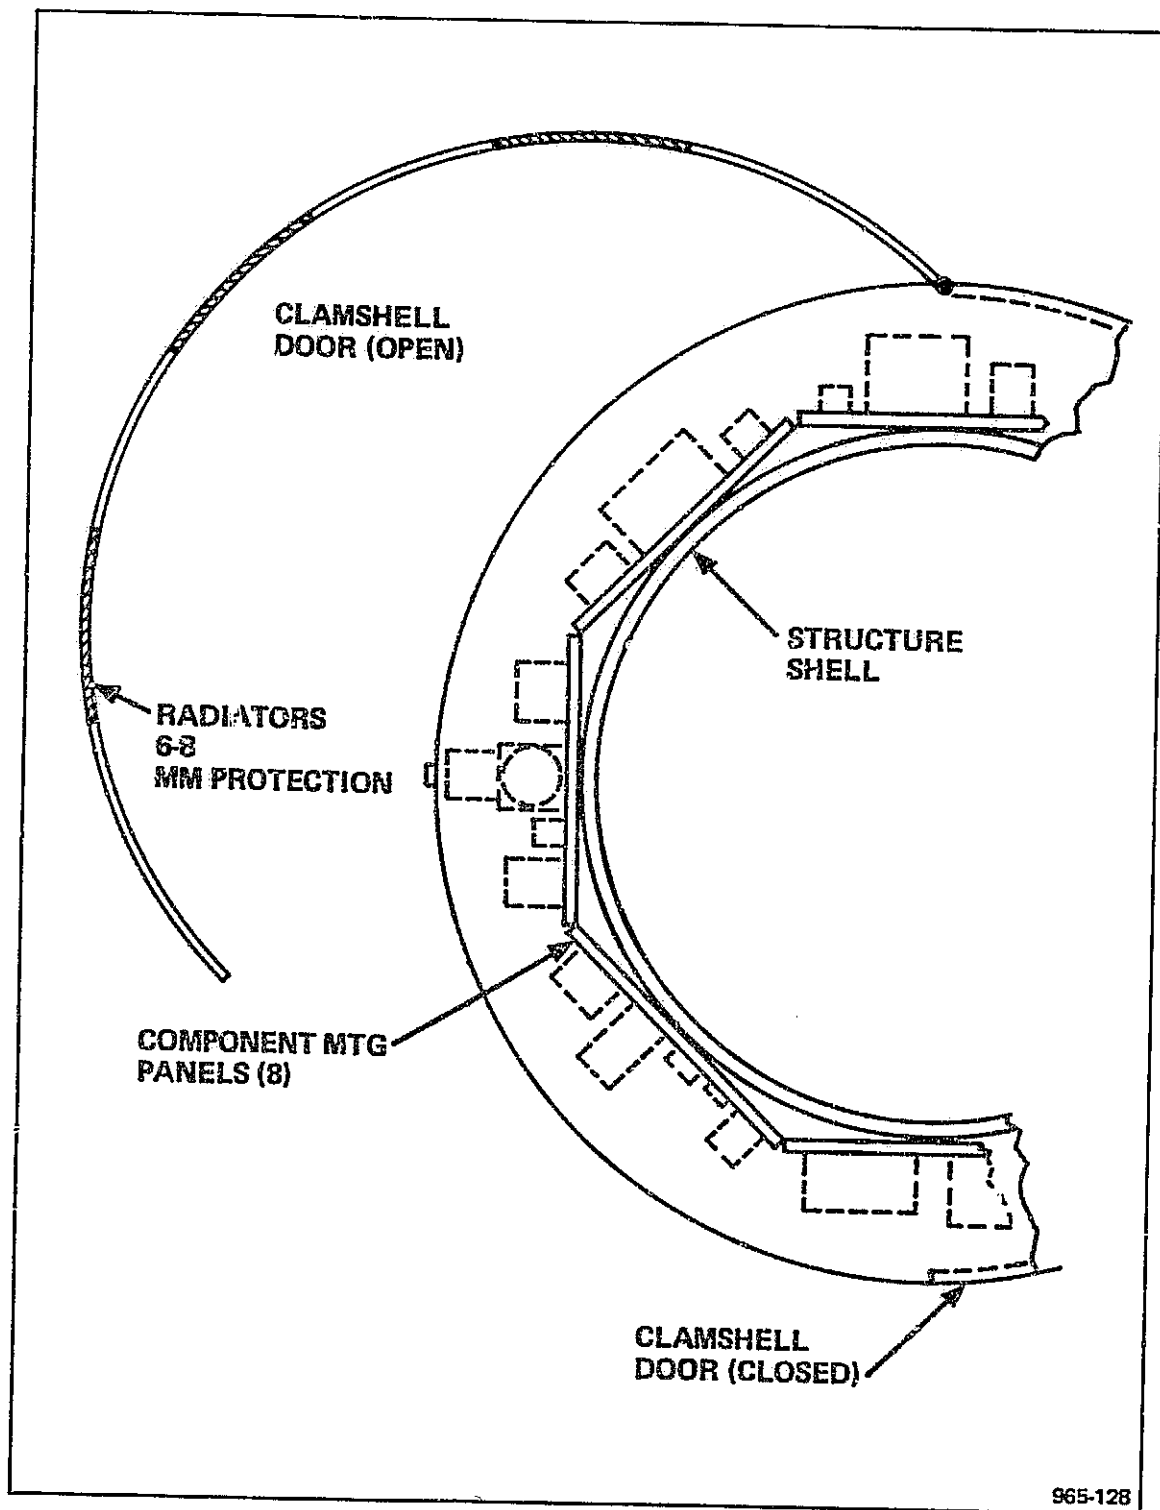 CLAMSHELL
DOOR (OPEN)
STRUCTURE
SHELL
RADIATORS
6-8
MM PROTECTION
COMPONENT MTG
PANELS (8)
CLAMSHELL
DOOR (CLOSED)
965-128